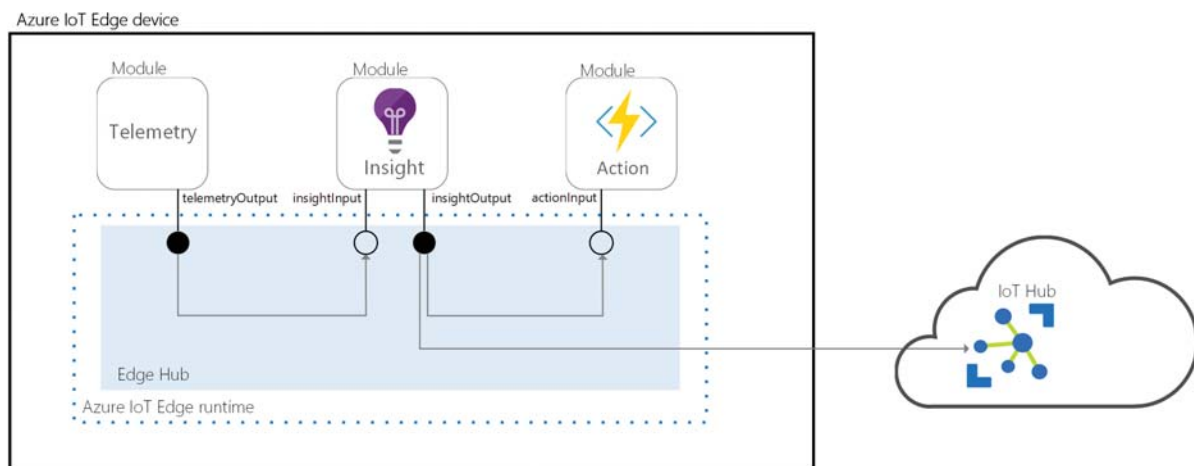 Azure IoT Edge device
Module
Module
Module
Telemetry
Insight
Action
telemetryOutput
insightInput
insightOutput
actionInput
IoT Hub
Edge Hub
Azure IoT Edge runtime